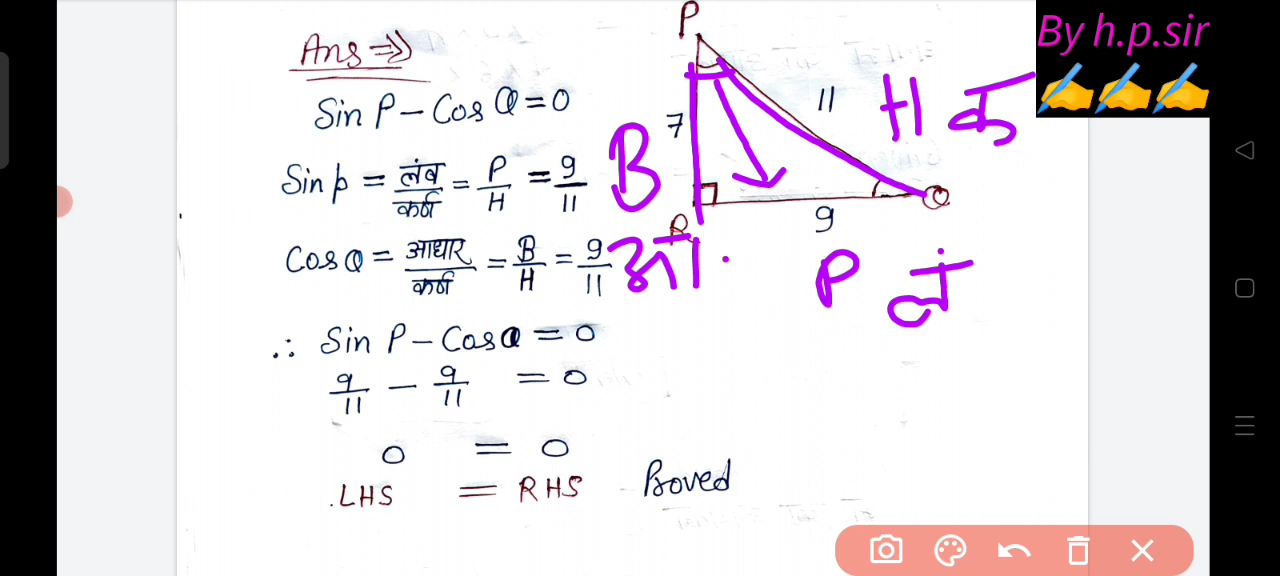 By h.p.sir
Ans ⇒
Sin P – Cos Q = 0
Sin p = लंब/कर्ण = P/H = 9/11
Cos Q = आधार/कर्ण = B/H = 9/11
∴ Sin P – Cos Q = 0
9/11 – 9/11 = 0
0 = 0
LHS = RHS Proved
P
7
11
H क
B
R
Q
9
आ.
P लं